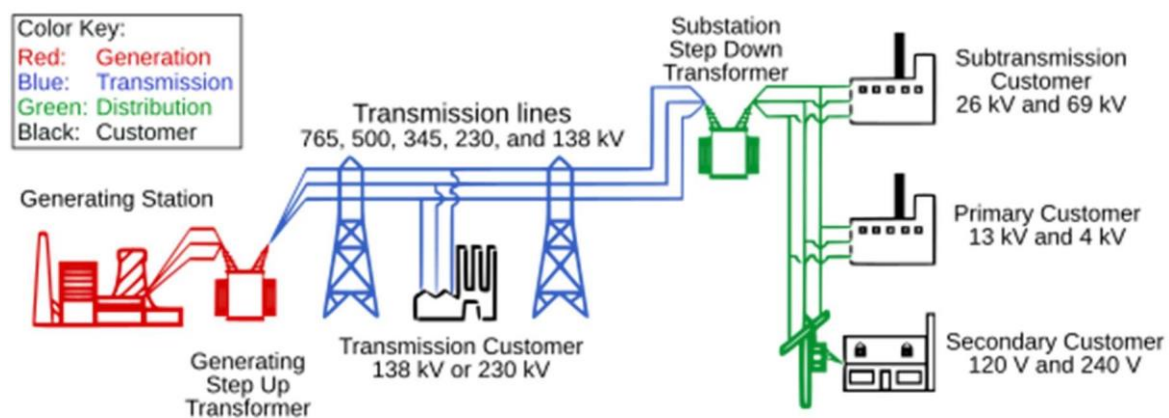 Color Key:
Red: Generation
Blue: Transmission
Green: Distribution
Black: Customer
Generating Station
Generating
Step Up
Transformer
Transmission lines
765, 500, 345, 230, and 138 kV
Transmission Customer
138 kV or 230 kV
Substation
Step Down
Transformer
Subtransmission
Customer
26 kV and 69 kV
Primary Customer
13 kV and 4 kV
Secondary Customer
120 V and 240 V